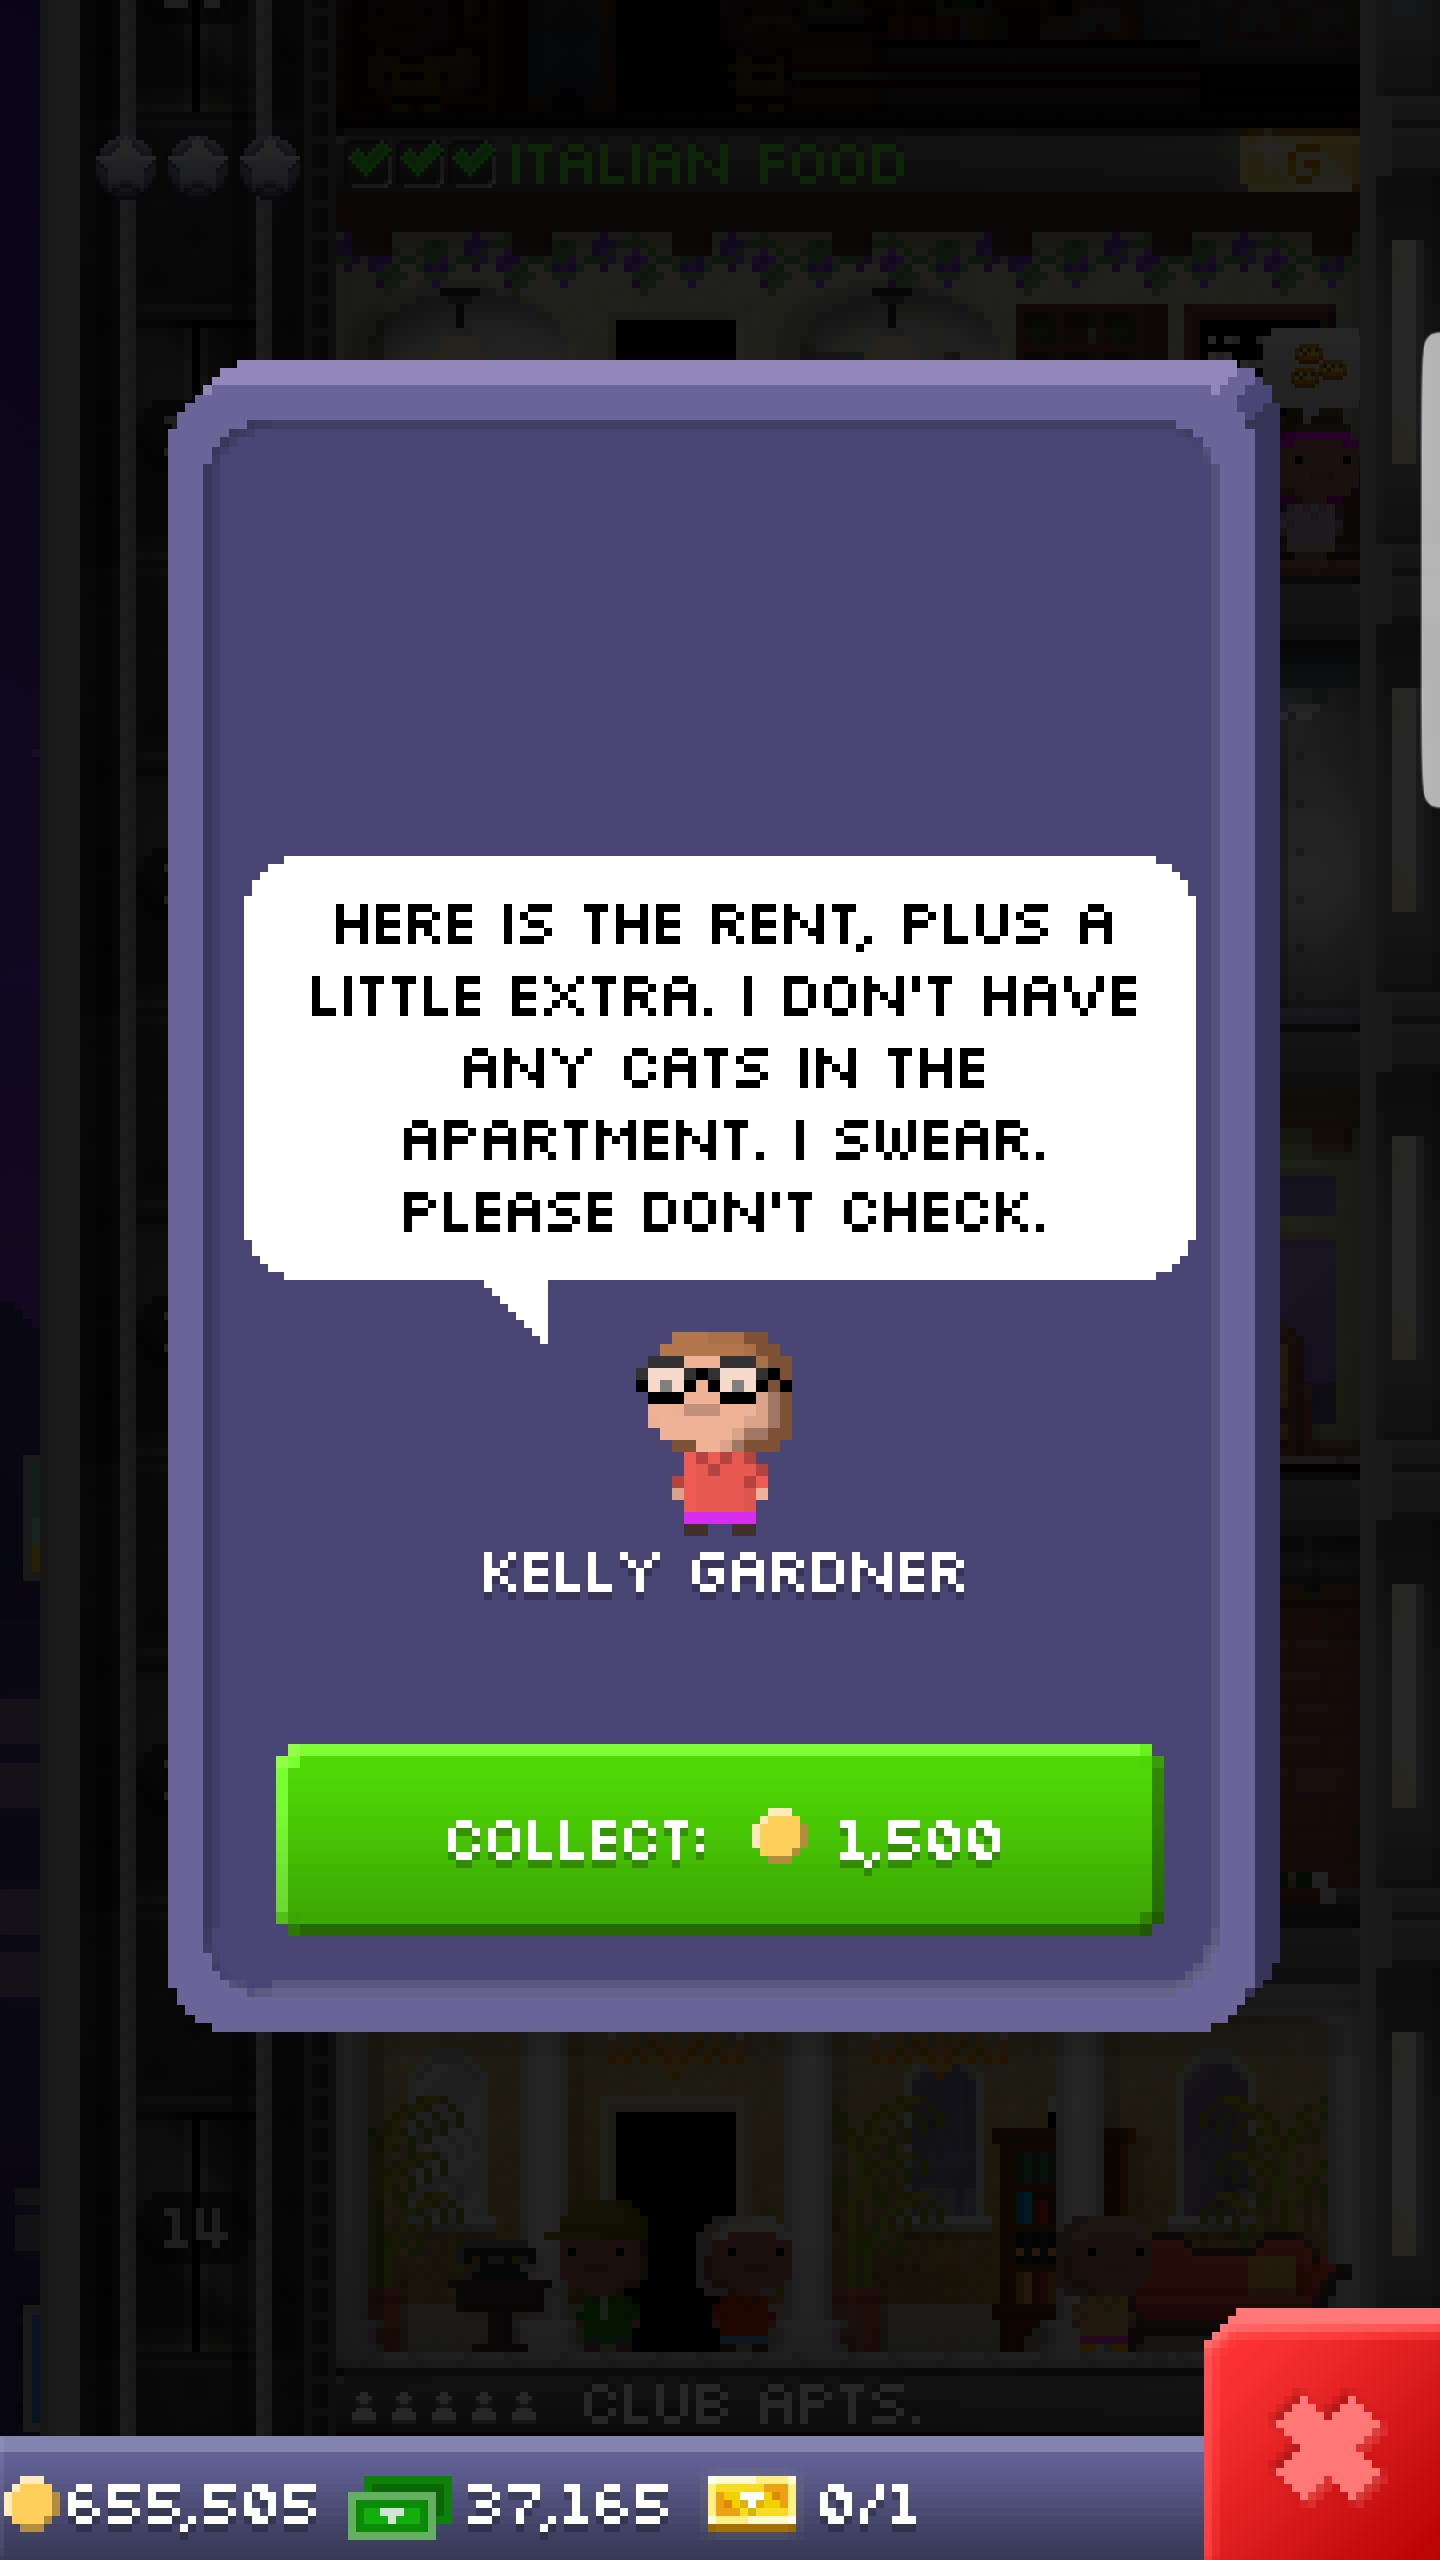 ITALIAN FOOD
G
HERE IS THE RENT, PLUS A
LITTLE EXTRA. I DON'T HAVE
ANY CATS IN THE
APARTMENT. I SWEAR.
PLEASE DON'T CHECK.
KELLY GARDNER
COLLECT: 1,500
14
CLUB APTS.
655,505 37,165 0/1